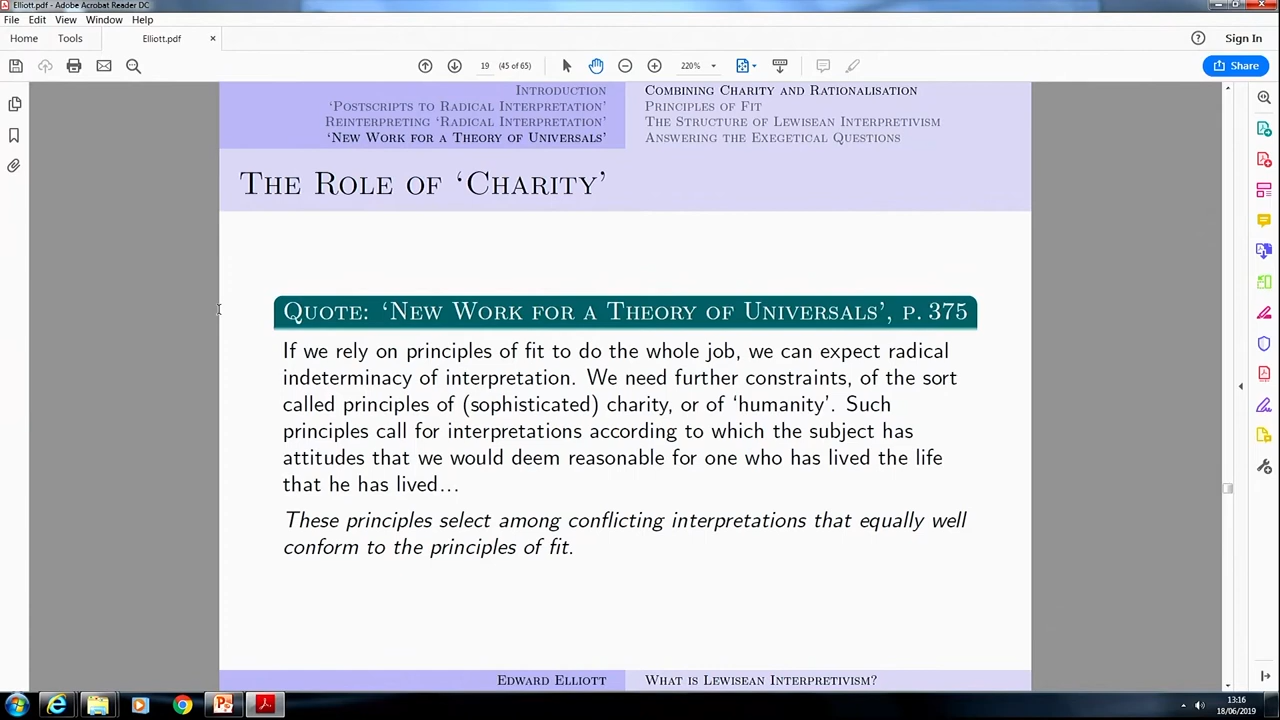 Elliott.pdf - Adobe Acrobat Reader DC
File Edit View Window Help
Home Tools Elliott.pdf × Sign In
19 (45 of 65) 220% Share
INTRODUCTION
'POSTSCRIPTS TO RADICAL INTERPRETATION'
REINTERPRETING 'RADICAL INTERPRETATION'
'NEW WORK FOR A THEORY OF UNIVERSALS'
COMBINING CHARITY AND RATIONALISATION
PRINCIPLES OF FIT
THE STRUCTURE OF LEWISEAN INTERPRETIVISM
ANSWERING THE EXEGETICAL QUESTIONS
THE ROLE OF 'CHARITY'
QUOTE: 'NEW WORK FOR A THEORY OF UNIVERSALS', P. 375
If we rely on principles of fit to do the whole job, we can expect radical
indeterminacy of interpretation. We need further constraints, of the sort
called principles of (sophisticated) charity, or of 'humanity'. Such
principles call for interpretations according to which the subject has
attitudes that we would deem reasonable for one who has lived the life
that he has lived...
These principles select among conflicting interpretations that equally well
conform to the principles of fit.
EDWARD ELLIOTT WHAT IS LEWISEAN INTERPRETIVISM?
13:16
18/06/2019